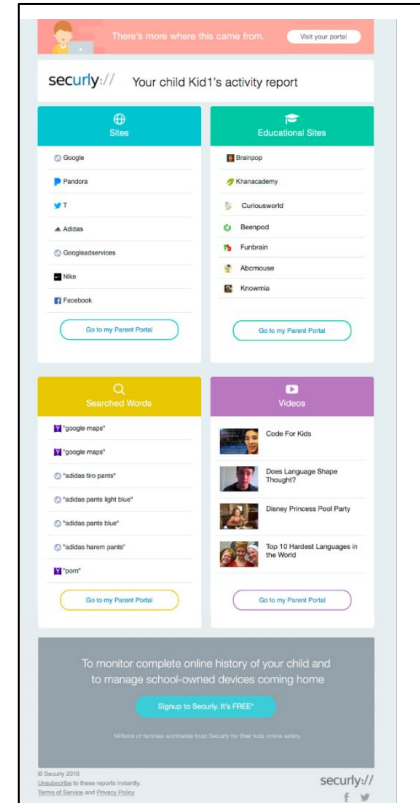 There's more where this came from.
Visit your portal
securly:// Your child Kid1's activity report
Sites
Google
Pandora
T
Adidas
Googleadservices
Nike
Facebook
Go to my Parent Portal
Educational Sites
Brainpop
Khanacademy
Curiousworld
Beenpod
Funbrain
Abcmouse
Knowmia
Go to my Parent Portal
Searched Words
"google maps"
"google maps"
"adidas tiro pants"
"adidas pants light blue"
"adidas pants blue"
"adidas harem pants"
"porn"
Go to my Parent Portal
Videos
Code For Kids
Does Language Shape
Thought?
Disney Princess Pool Party
Top 10 Hardest Languages in
the World
Go to my Parent Portal
To monitor complete online history of your child and
to manage school-owned devices coming home
Signup to Securly. It's FREE*
Millions of families worldwide trust Securly for their kids online safety
© Securly 2016
Unsubscribe to these reports instantly.
Terms of Service and Privacy Policy
securly://